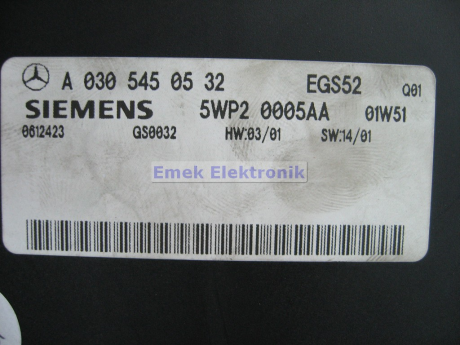 A 030 545 05 32 EGS52 Q01
SIEMENS 5WP2 0005AA 01W51
0612423 QS0032 HW:03/01 SW:14/01
Emek Elektronik